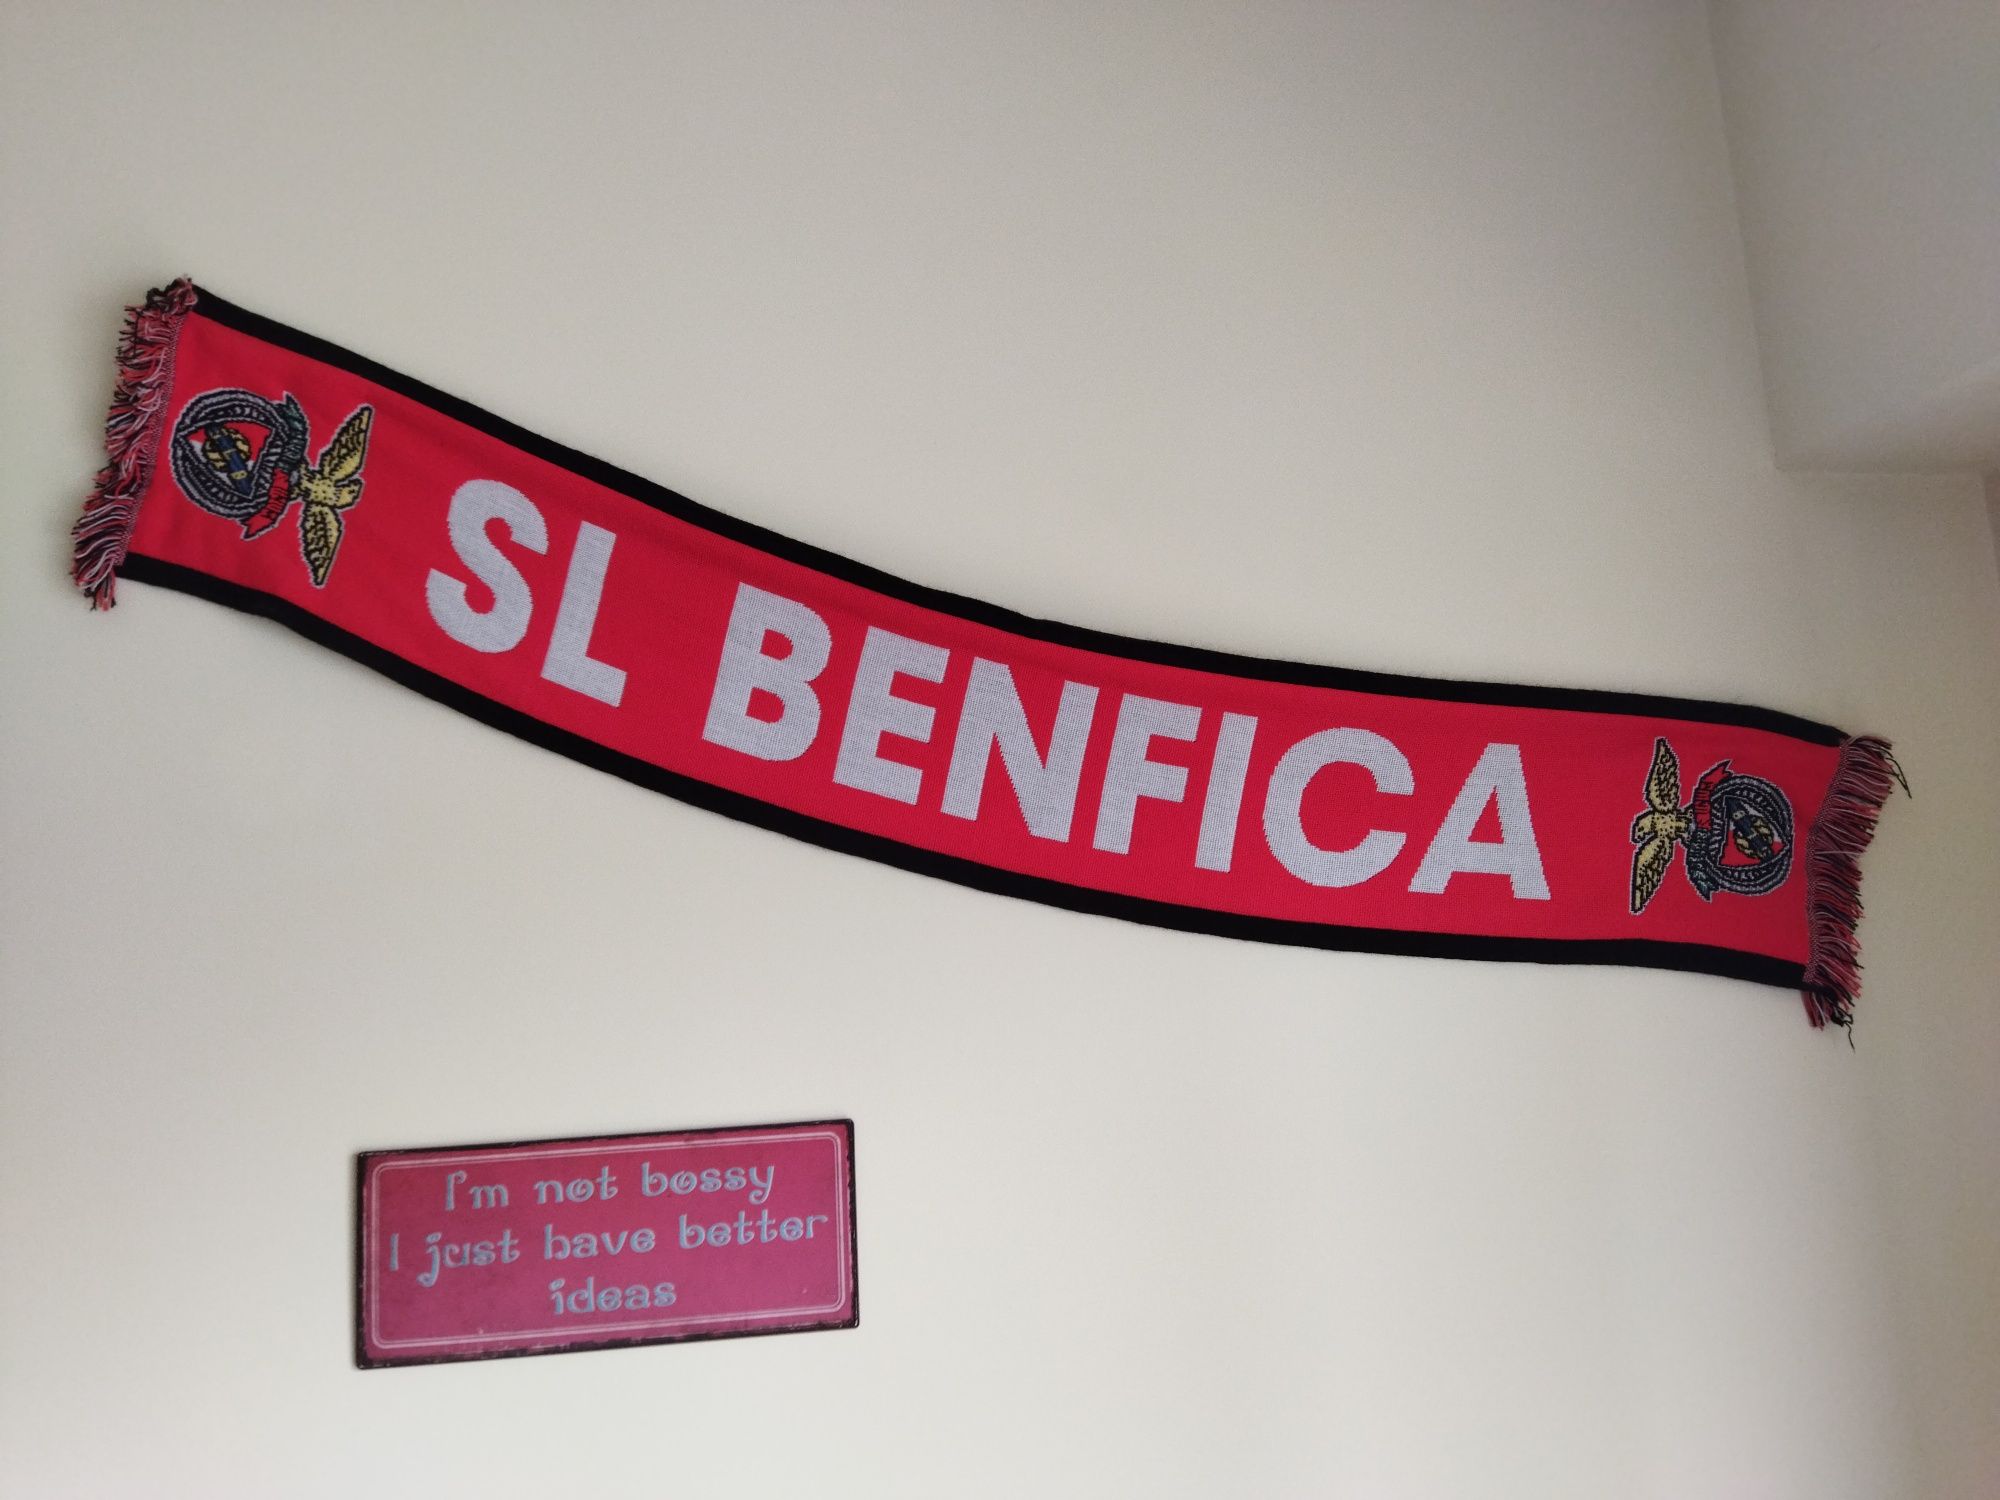 SL BENFICA
I'm not bossy
I just have better
ideas